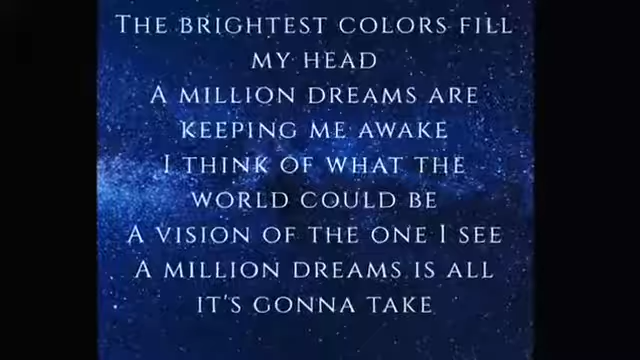 THE BRIGHTEST COLORS FILL
MY HEAD
A MILLION DREAMS ARE
KEEPING ME AWAKE
I THINK OF WHAT THE
WORLD COULD BE
A VISION OF THE ONE I SEE
A MILLION DREAMS IS ALL
IT'S GONNA TAKE